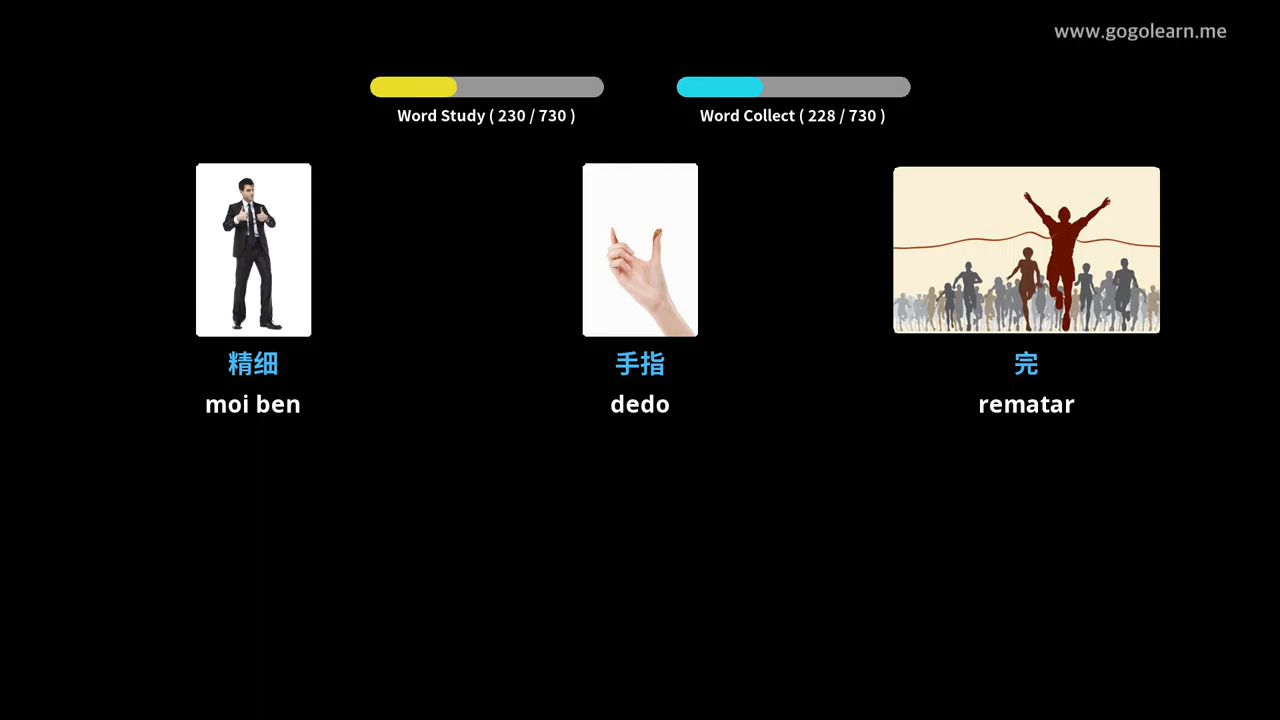 www.gogolearn.me
Word Study ( 230 / 730 )
Word Collect ( 228 / 730 )
精细
手指
完
moi ben
dedo
rematar